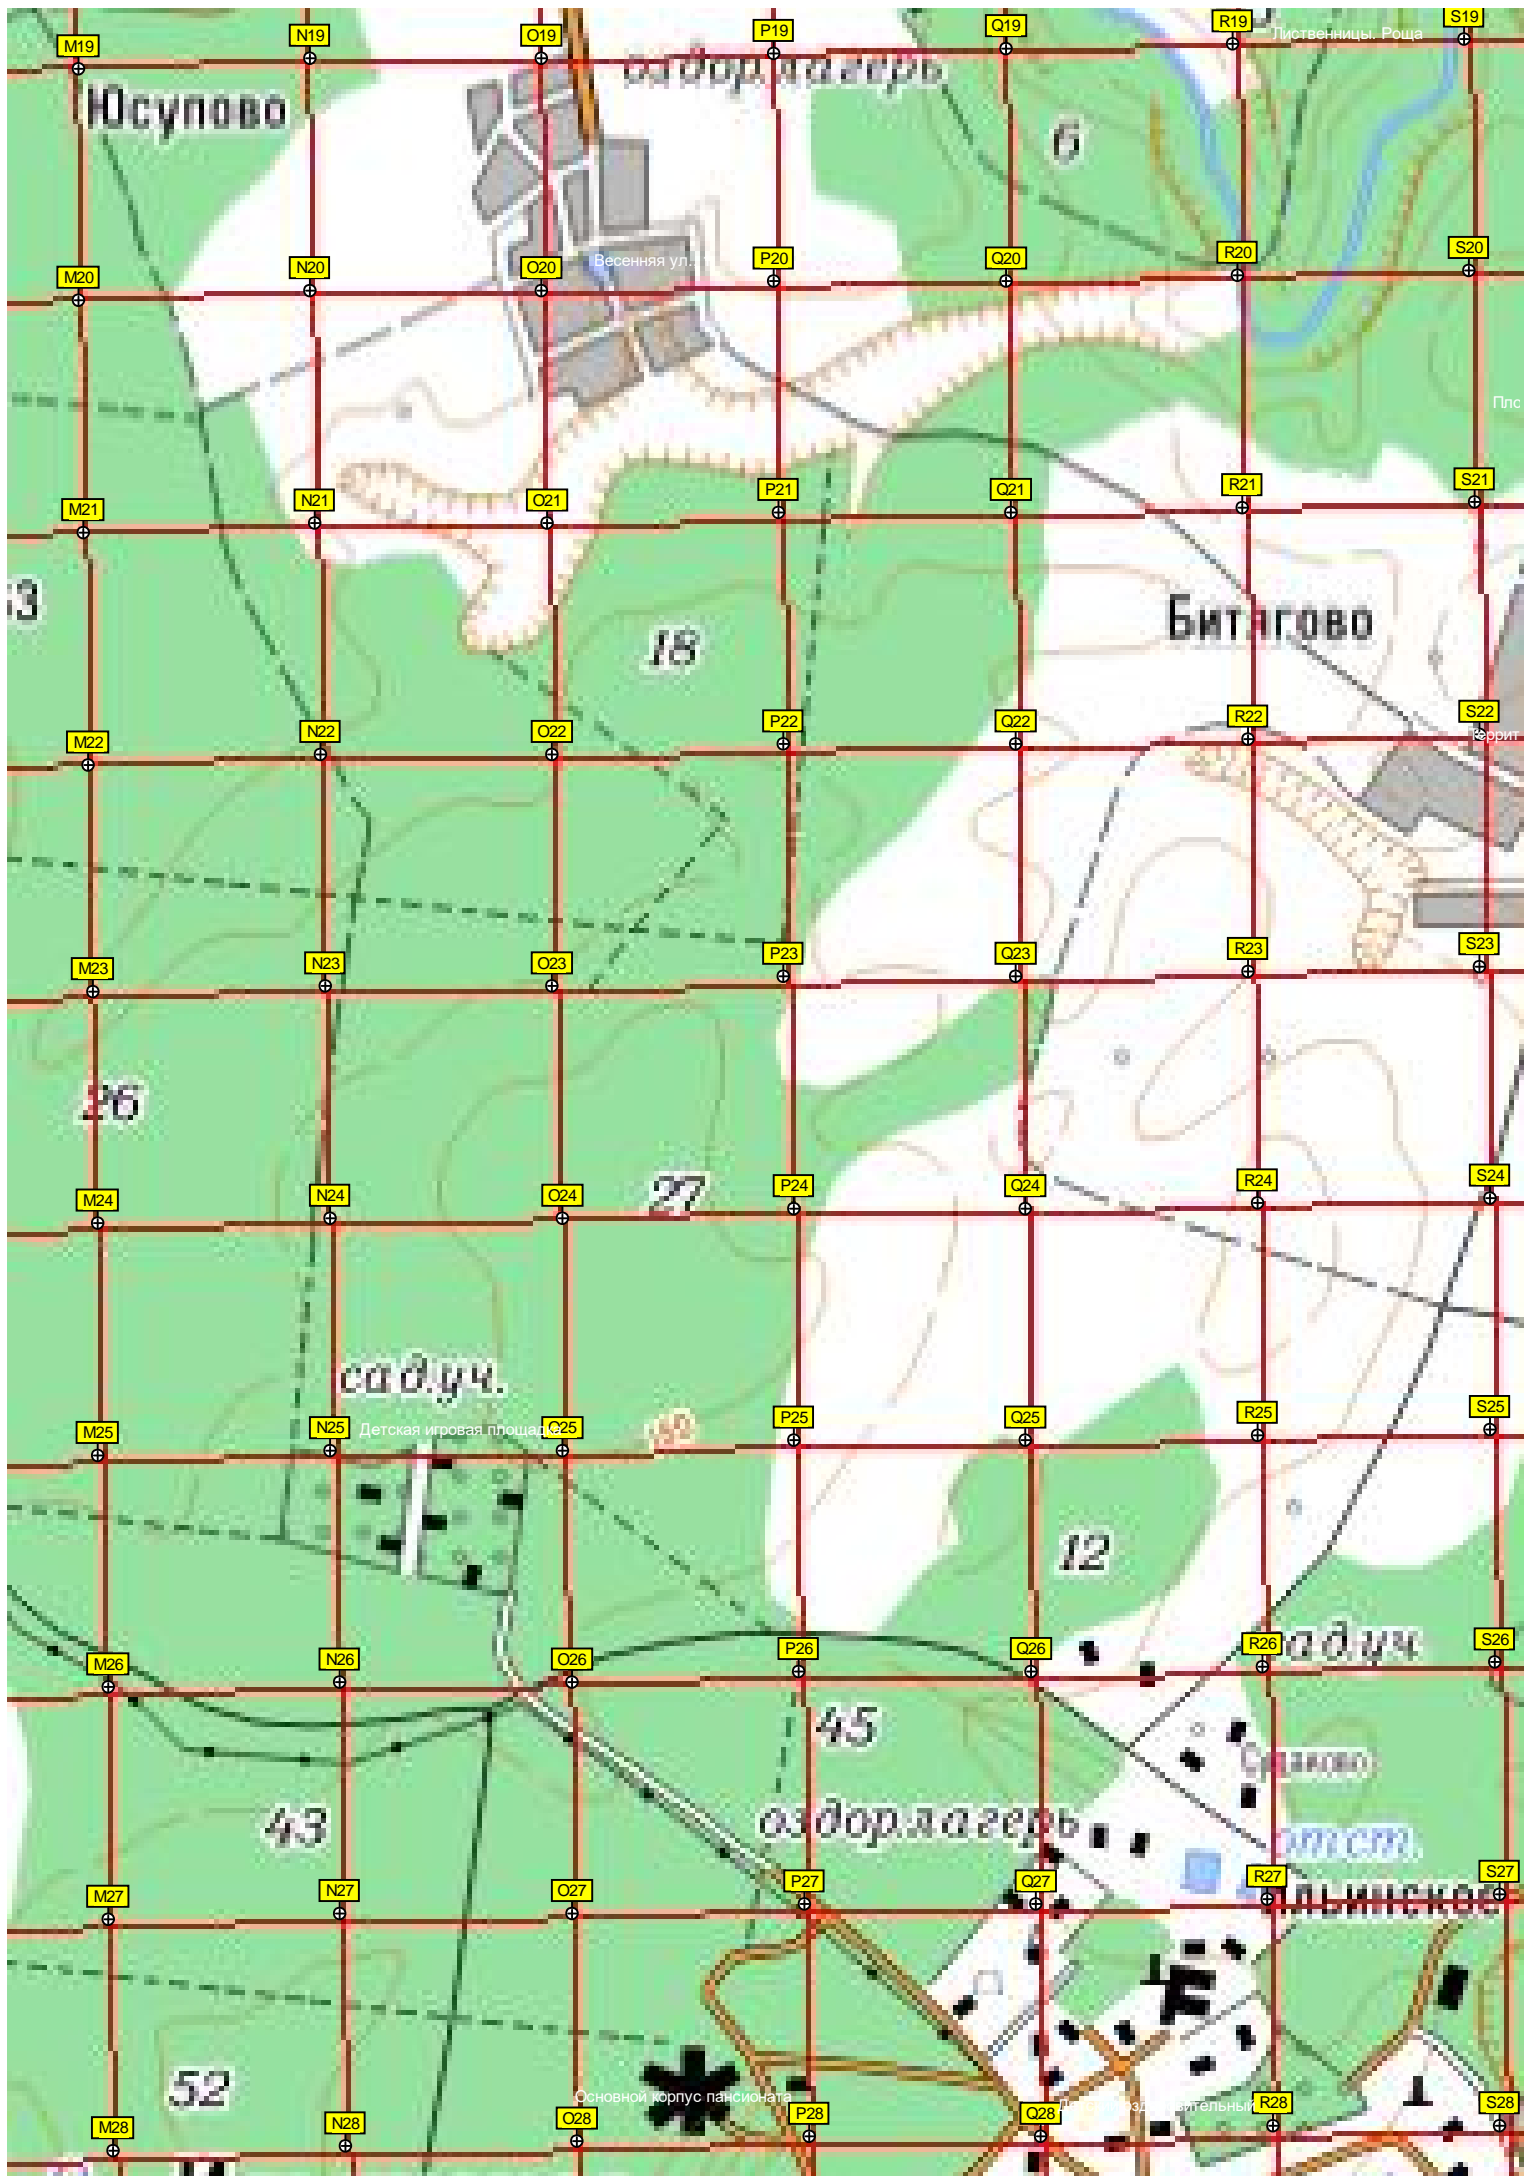 M19 N19 O19 P19 Q19 R19 S19
Лиственницы. Роща
оздор.лагерь
Юсупово
6
M20 N20 O20 P20 Q20 R20 S20
Весенняя ул.
M21 N21 O21 P21 Q21 R21 S21
18
Битягово
M22 N22 O22 P22 Q22 R22 S22
M23 N23 O23 P23 Q23 R23 S23
26
27
M24 N24 O24 P24 Q24 R24 S24
сад.уч.
M25 N25 O25 P25 Q25 R25 S25
Детская игровая площадка
12
M26 N26 O26 P26 Q26 R26 S26
сад.уч
45
Судаково
43
оздор.лагерь
отст.
M27 N27 O27 P27 Q27 R27 S27
52
Основной корпус пансионата
M28 N28 O28 P28 Q28 R28 S28